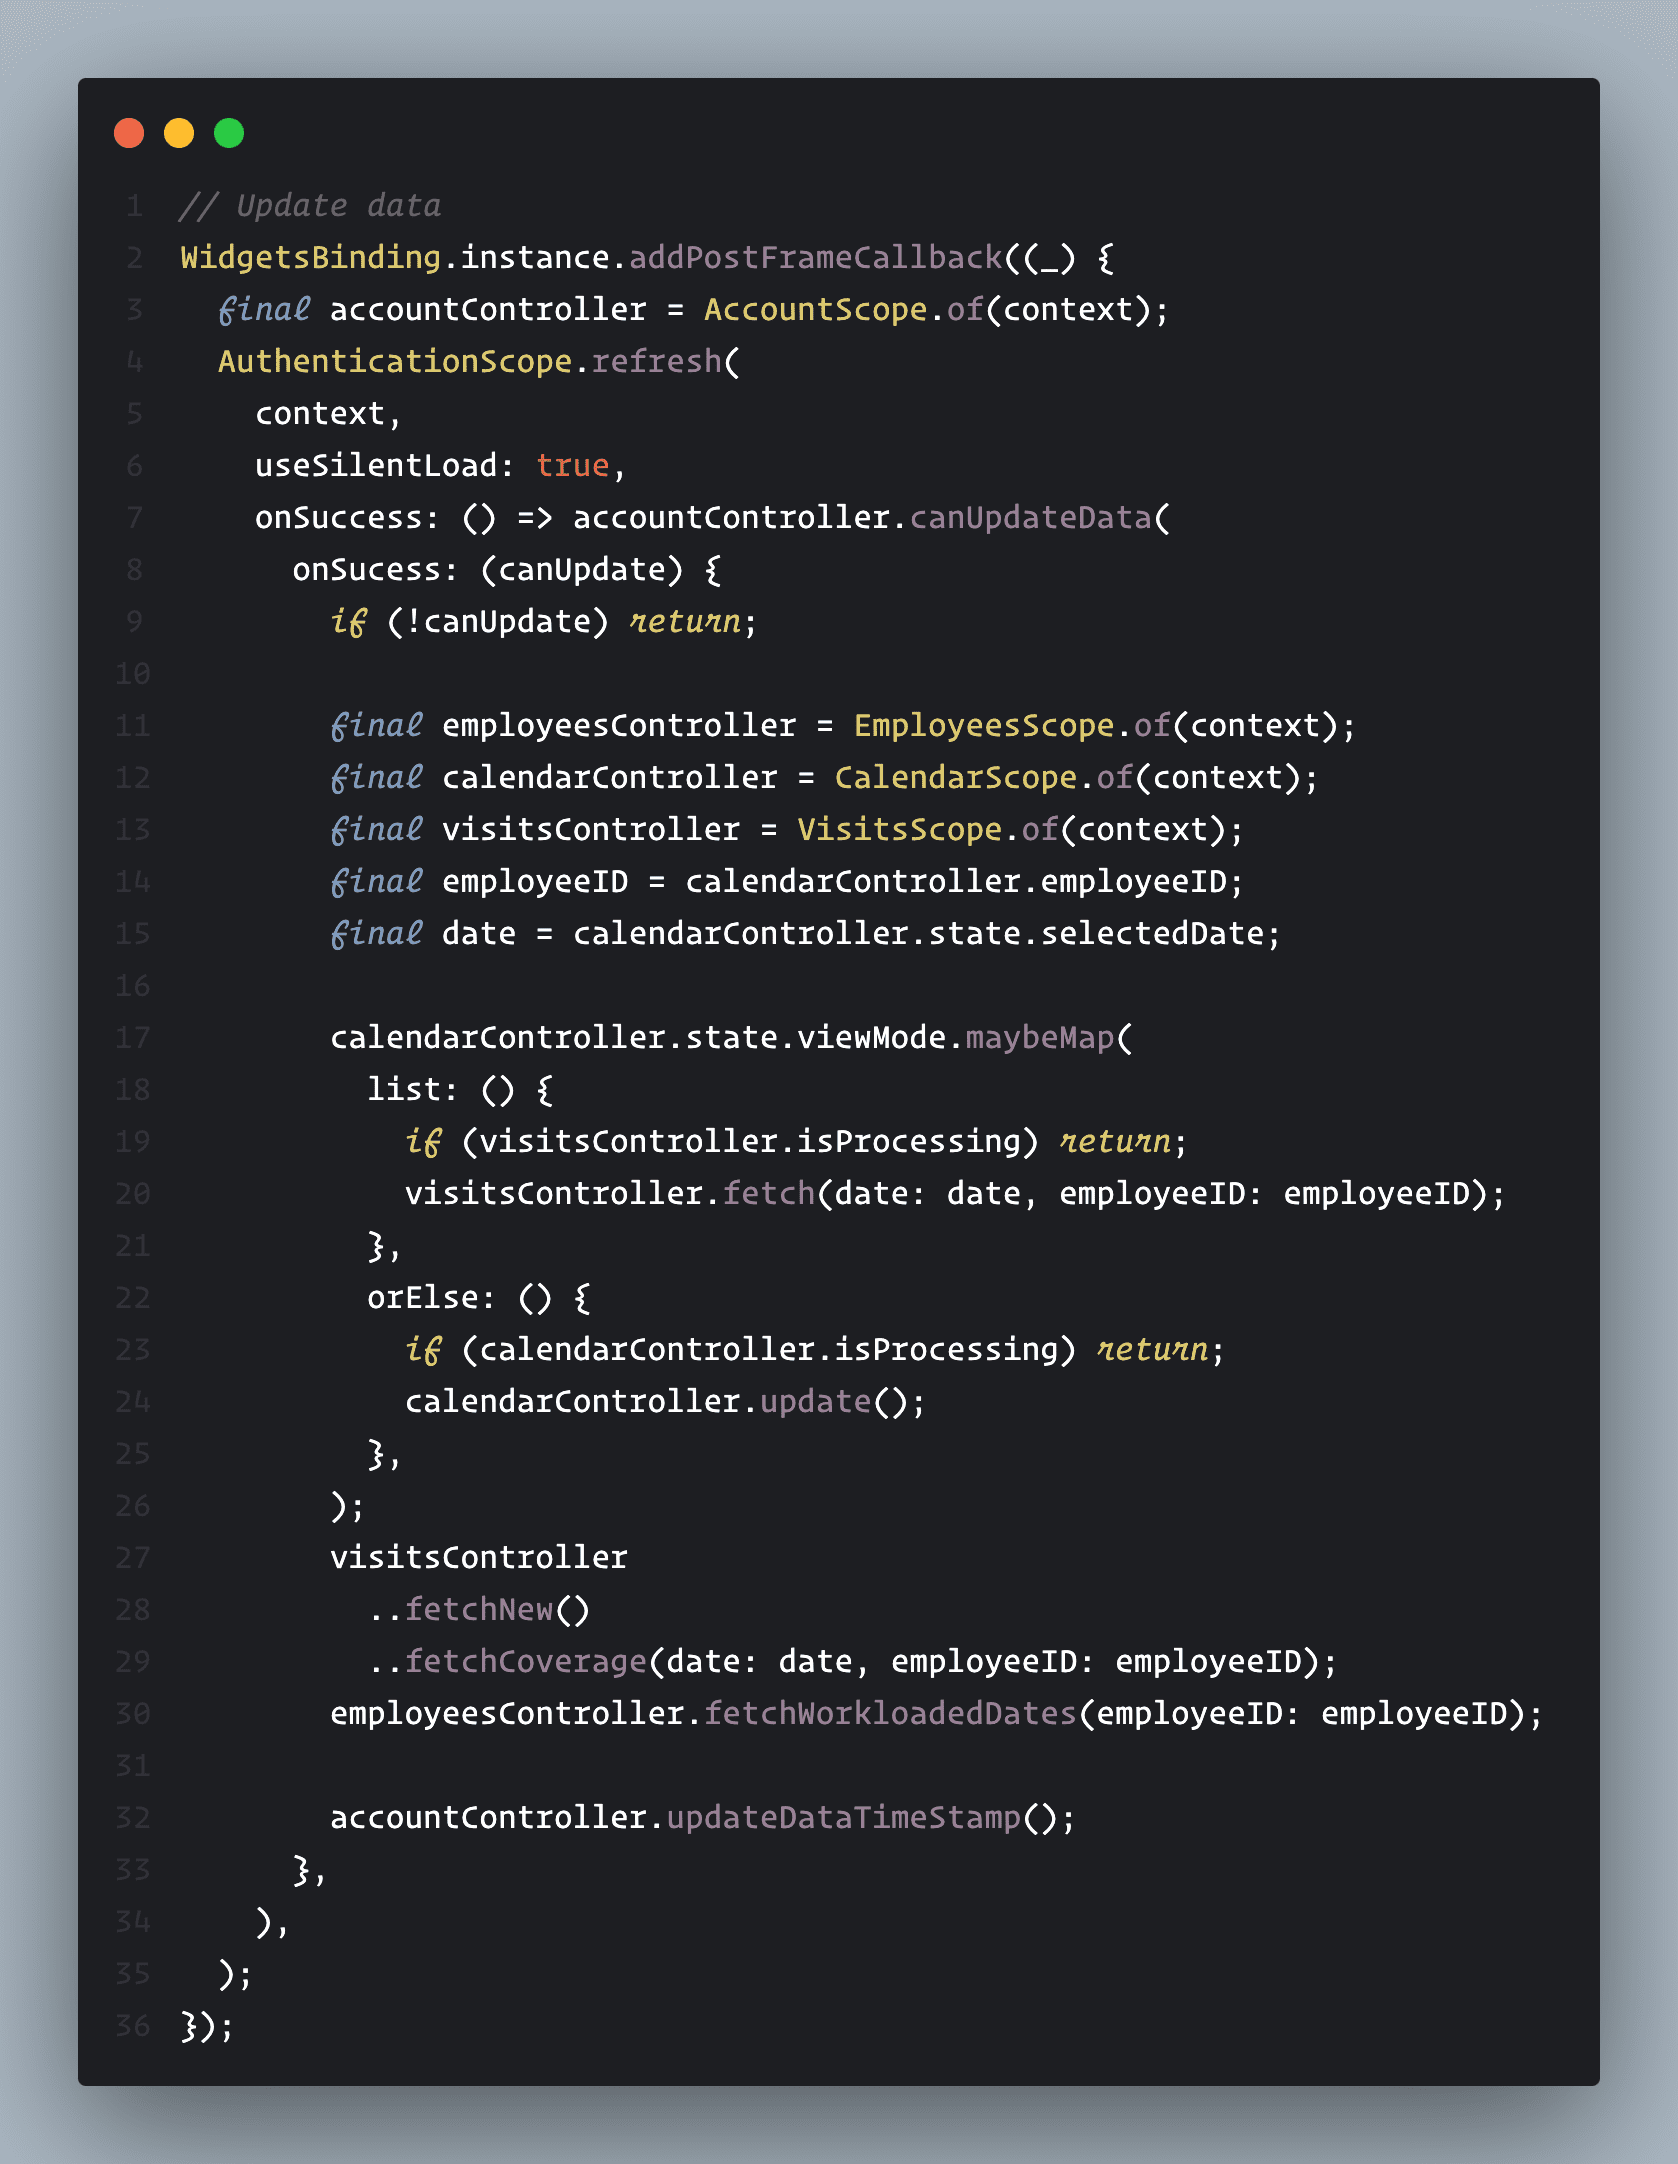 1 // Update data
2 WidgetsBinding.instance.addPostFrameCallback((_) {
3   final accountController = AccountScope.of(context);
4   AuthenticationScope.refresh(
5     context,
6     useSilentLoad: true,
7     onSuccess: () => accountController.canUpdateData(
8       onSucess: (canUpdate) {
9         if (!canUpdate) return;
10
11         final employeesController = EmployeesScope.of(context);
12         final calendarController = CalendarScope.of(context);
13         final visitsController = VisitsScope.of(context);
14         final employeeID = calendarController.employeeID;
15         final date = calendarController.state.selectedDate;
16
17         calendarController.state.viewMode.maybeMap(
18           list: () {
19             if (visitsController.isProcessing) return;
20             visitsController.fetch(date: date, employeeID: employeeID);
21           },
22           orElse: () {
23             if (calendarController.isProcessing) return;
24             calendarController.update();
25           },
26         );
27         visitsController
28           ..fetchNew()
29           ..fetchCoverage(date: date, employeeID: employeeID);
30         employeesController.fetchWorkloadedDates(employeeID: employeeID);
31
32         accountController.updateDataTimeStamp();
33       },
34     ),
35   );
36 });